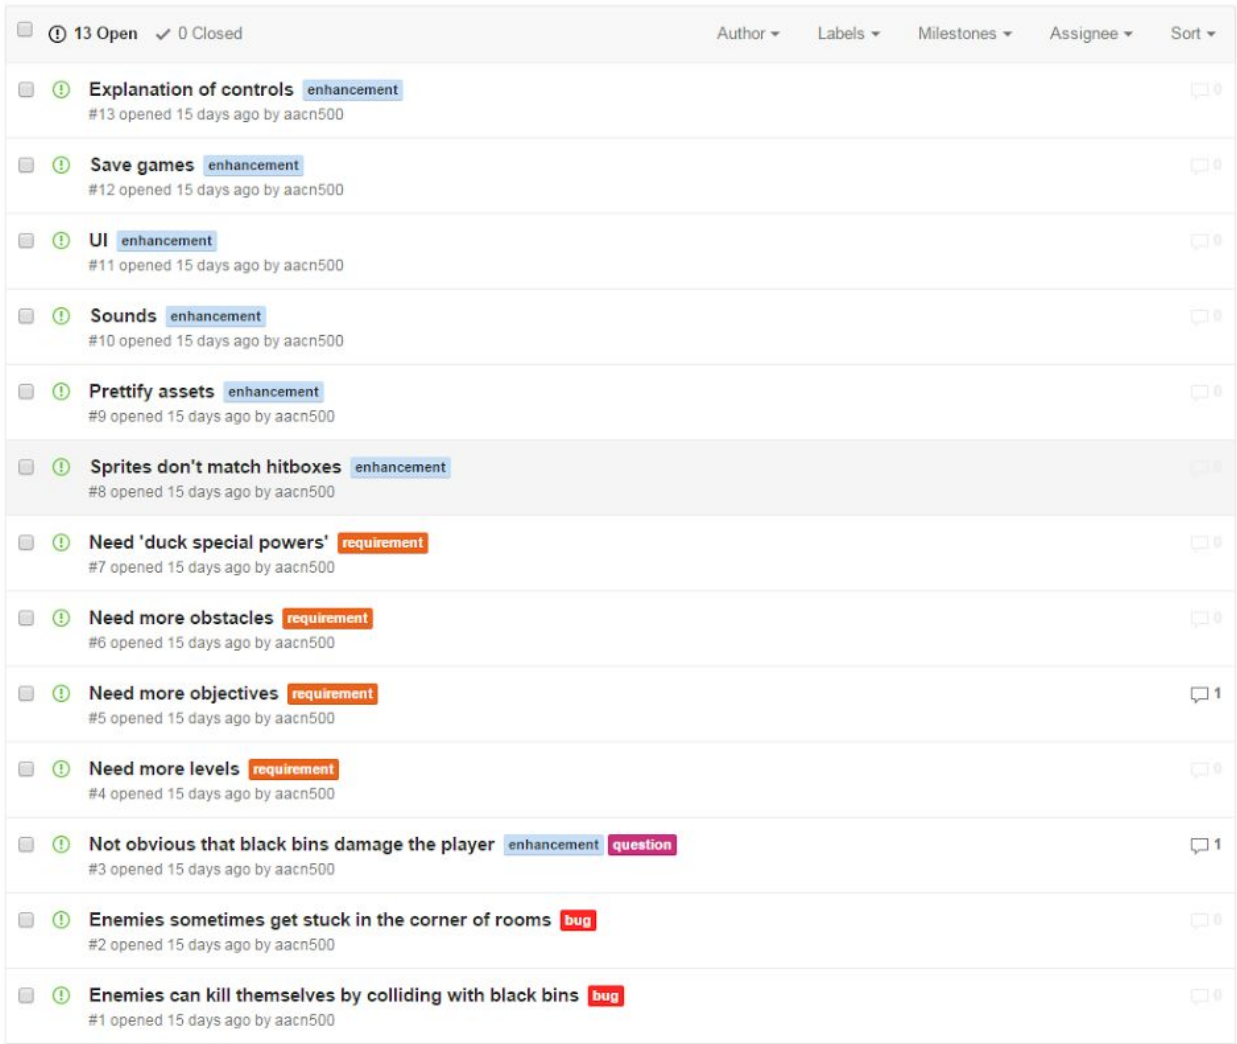 13 Open 0 Closed Author Labels Milestones Assignee Sort
Explanation of controls enhancement 0
#13 opened 15 days ago by aacn500
Save games enhancement 0
#12 opened 15 days ago by aacn500
UI enhancement 0
#11 opened 15 days ago by aacn500
Sounds enhancement 0
#10 opened 15 days ago by aacn500
Prettify assets enhancement 0
#9 opened 15 days ago by aacn500
Sprites don't match hitboxes enhancement 0
#8 opened 15 days ago by aacn500
Need 'duck special powers' requirement 0
#7 opened 15 days ago by aacn500
Need more obstacles requirement 0
#6 opened 15 days ago by aacn500
Need more objectives requirement 1
#5 opened 15 days ago by aacn500
Need more levels requirement 0
#4 opened 15 days ago by aacn500
Not obvious that black bins damage the player enhancement question 1
#3 opened 15 days ago by aacn500
Enemies sometimes get stuck in the corner of rooms bug 0
#2 opened 15 days ago by aacn500
Enemies can kill themselves by colliding with black bins bug 0
#1 opened 15 days ago by aacn500